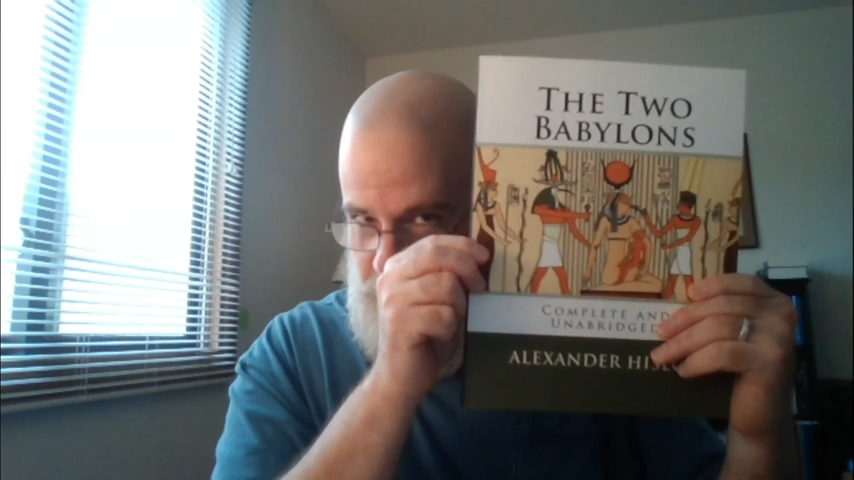 THE TWO
BABYLONS
COMPLETE AND
UNABRIDGED
ALEXANDER